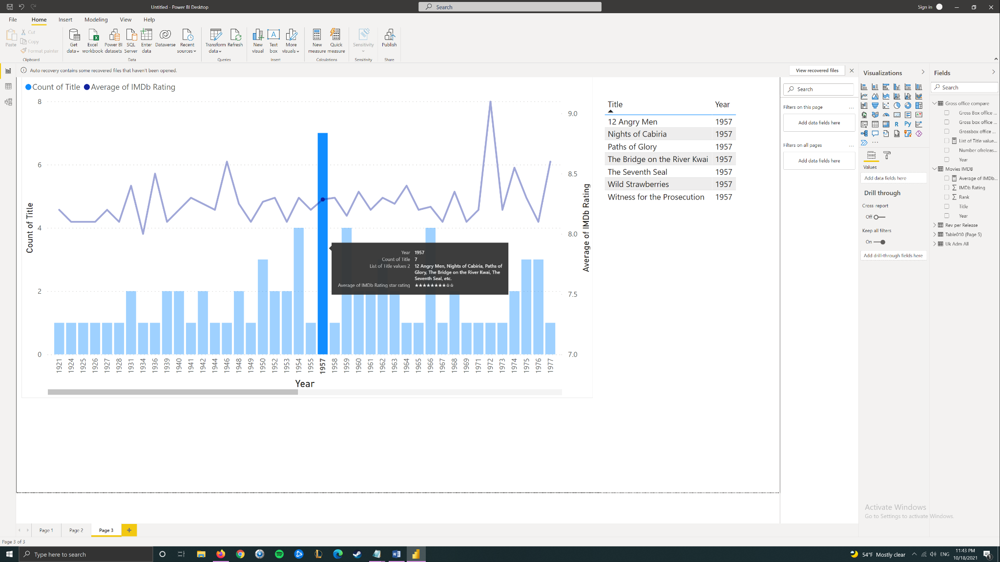 Untitled - Power BI Desktop
Search
Sign in
File Home Insert Modeling View Help
Paste
Cut
Copy
Format painter
Clipboard
Get data
Excel workbook
Power BI datasets
SQL Server
Enter data
Dataverse
Recent sources
Data
Transform data
Refresh
Queries
New visual
Text box
More visuals
Insert
New measure
Quick measure
Calculations
Sensitivity
Sensitivity
Publish
Share
Auto recovery contains some recovered files that haven't been opened.
View recovered files
Count of Title Average of IMDb Rating
8
6
4
2
0
Count of Title
9.0
8.5
8.0
7.5
7.0
Average of IMDb Rating
Year 1957
Count of Title 7
List of Title values 2 12 Angry Men, Nights of Cabiria, Paths of
Glory, The Bridge on the River Kwai, The
Seventh Seal, etc.
Average of IMDb Rating star rating ★★★★★★★★☆☆
1921 1924 1925 1926 1927 1928 1931 1934 1936 1939 1940 1941 1942 1944 1946 1948 1949 1950 1952 1953 1954 1955 1957 1958 1959 1960 1961 1962 1963 1964 1965 1966 1967 1968 1969 1971 1972 1973 1974 1975 1976 1977
Year
Title Year
12 Angry Men 1957
Nights of Cabiria 1957
Paths of Glory 1957
The Bridge on the River Kwai 1957
The Seventh Seal 1957
Wild Strawberries 1957
Witness for the Prosecution 1957
Search
Filters on this page ...
Add data fields here
Filters on all pages ...
Add data fields here
Visualizations
R Py
...
Values
Add data fields here
Drill through
Cross report
Off
Keep all filters
On
Add drill-through fields here
Fields
Search
Gross office compare
Gross Box office ...
Gross box office ...
Grossbox office ...
List of Title value...
Number ofreleas...
Year
Movies IMDB
Average of IMDb...
IMDb Rating
Rank
Title
Year
Rev per Release
Table010 (Page 5)
Uk Adm All
Activate Windows
Go to Settings to activate Windows.
Page 1 Page 2 Page 3 +
Page 3 of 3
Type here to search
54°F Mostly clear
ENG
11:43 PM
10/18/2021
1